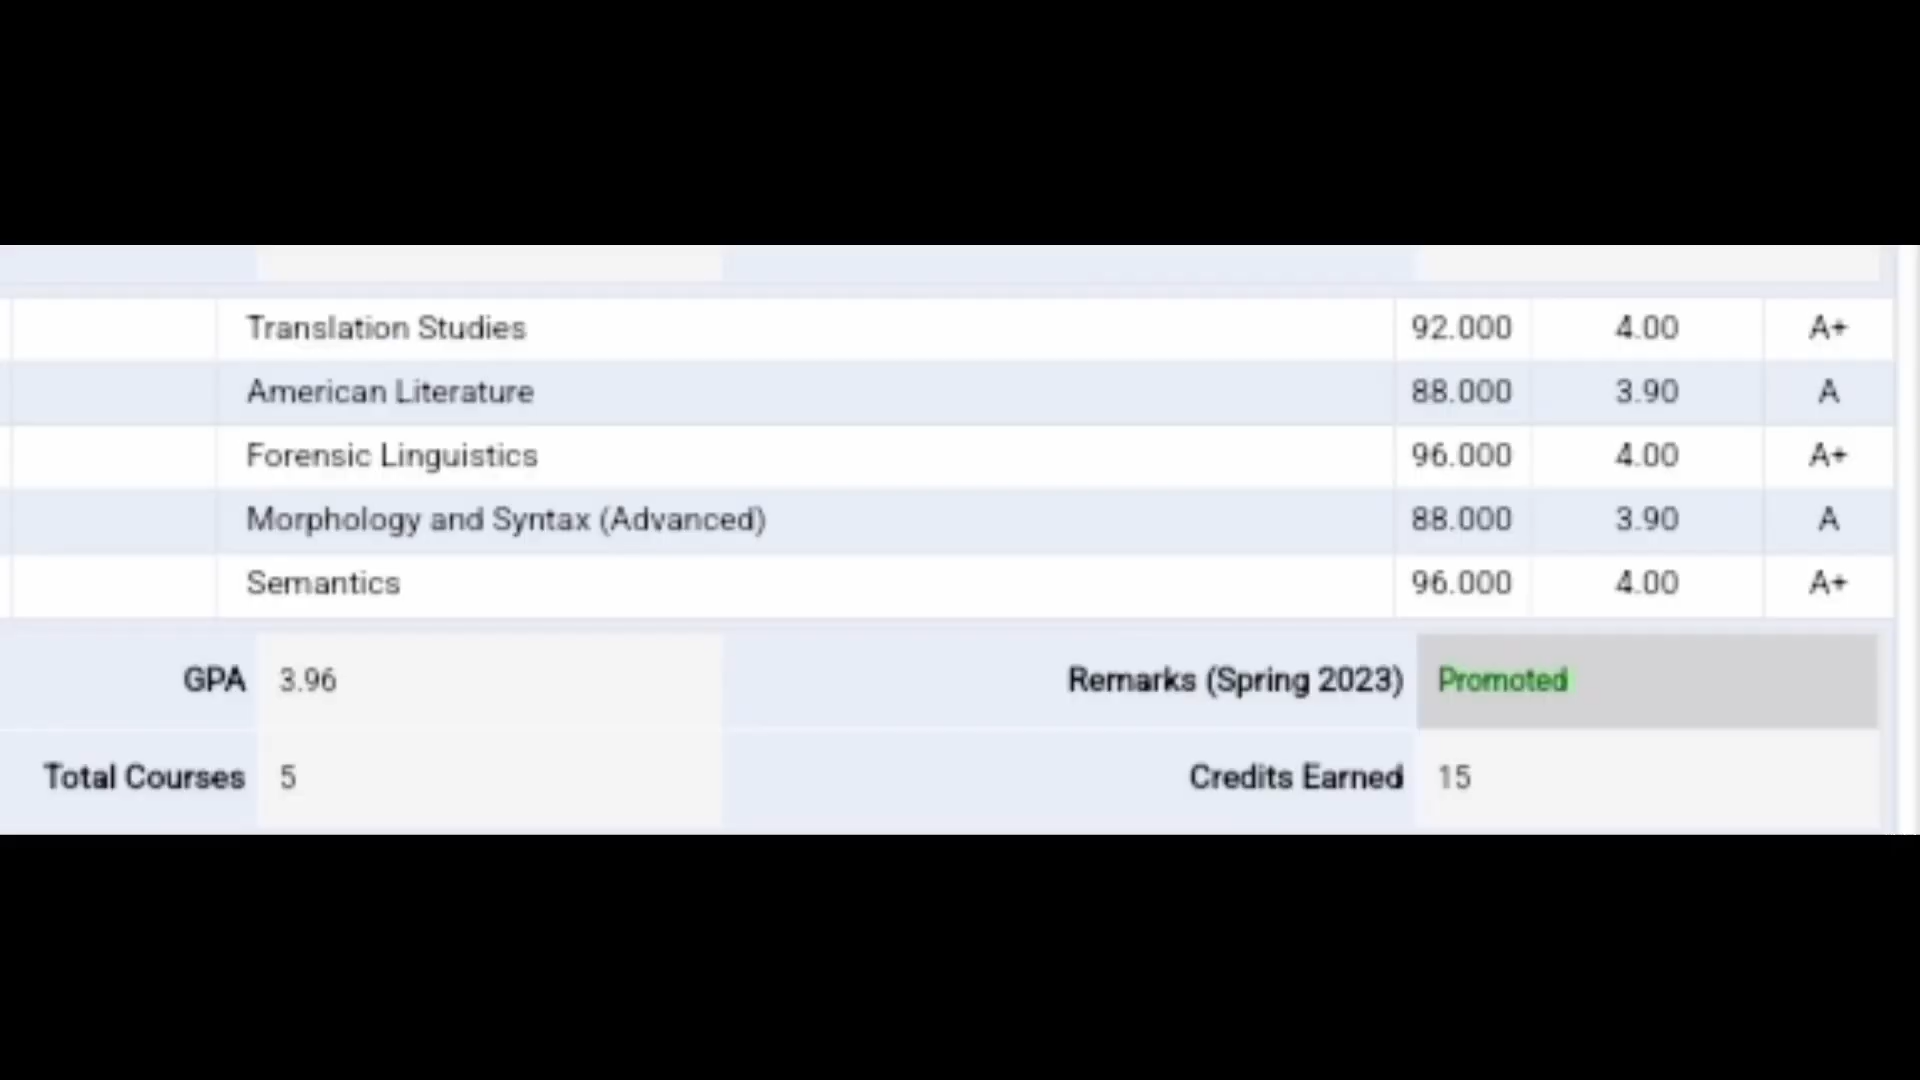 Translation Studies 92.000 4.00 A+
American Literature 88.000 3.90 A
Forensic Linguistics 96.000 4.00 A+
Morphology and Syntax (Advanced) 88.000 3.90 A
Semantics 96.000 4.00 A+
GPA 3.96 Remarks (Spring 2023) Promoted
Total Courses 5 Credits Earned 15